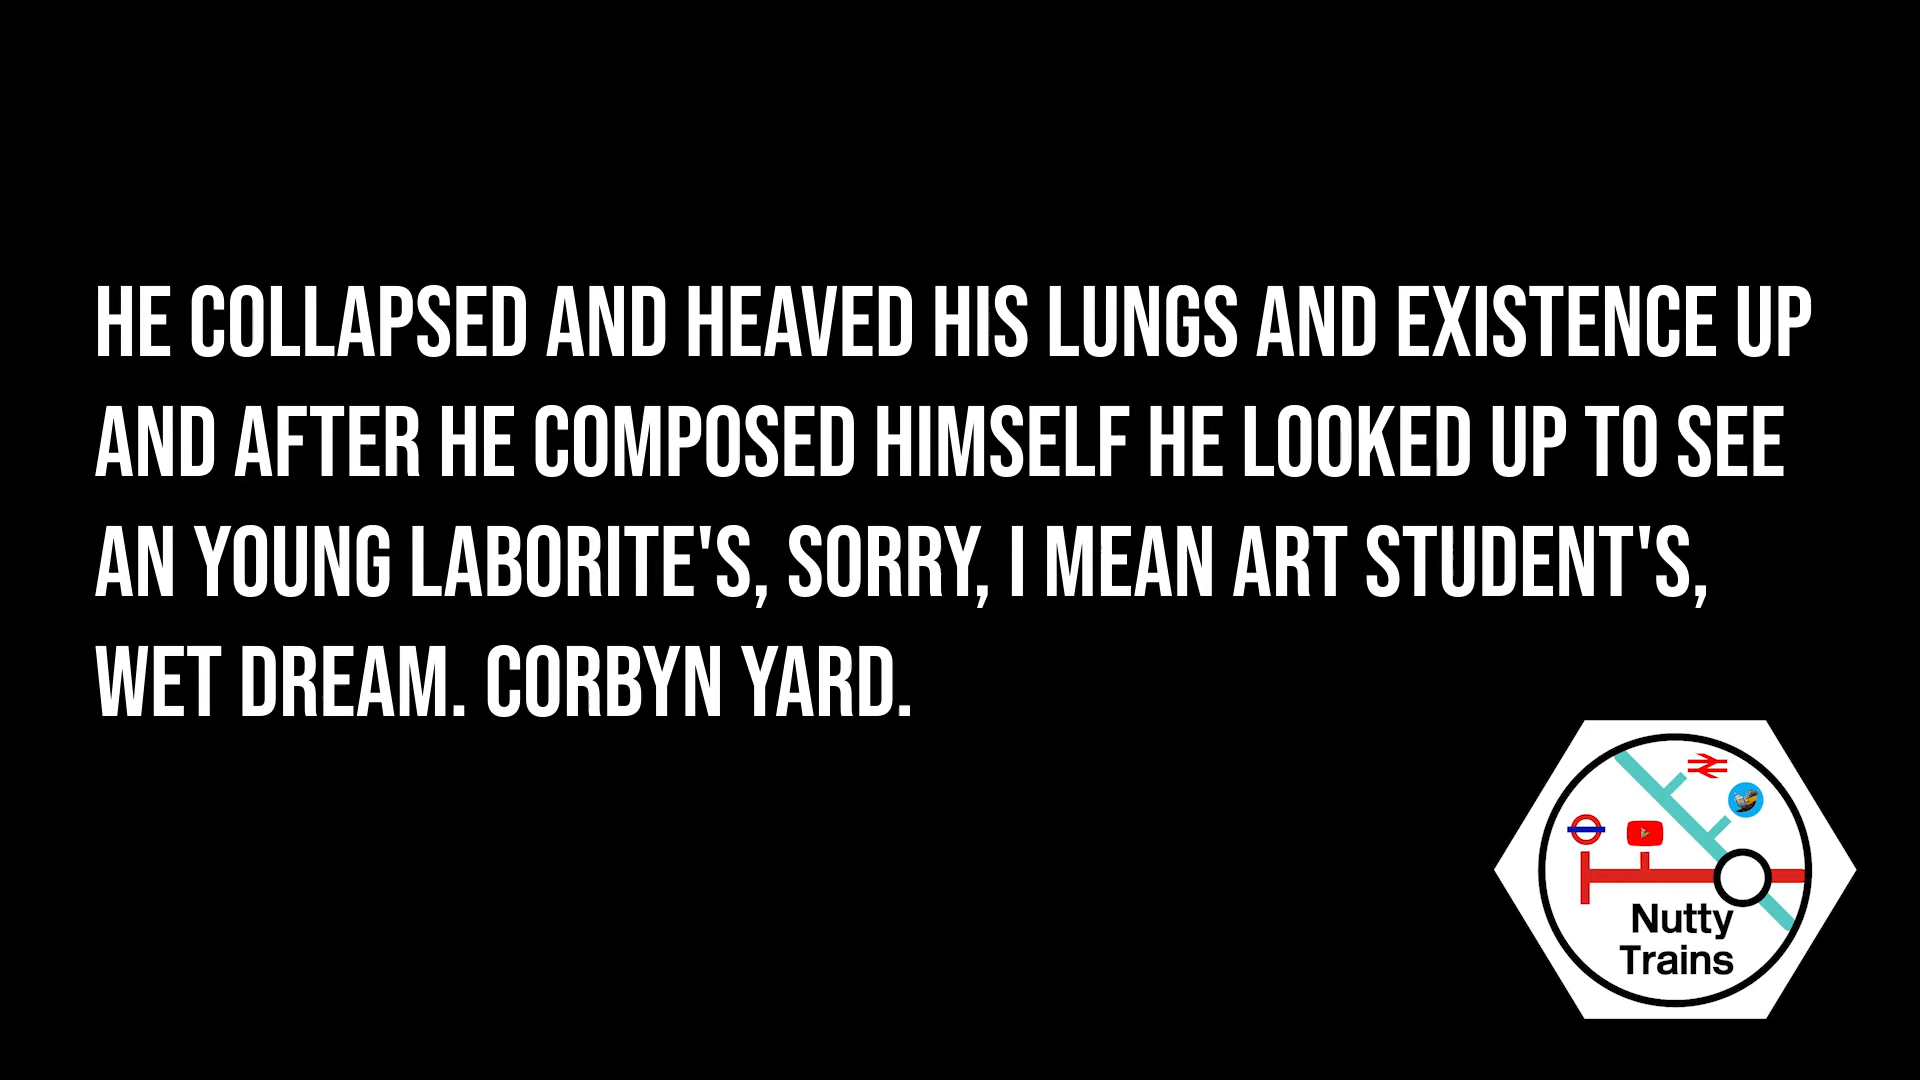 HE COLLAPSED AND HEAVED HIS LUNGS AND EXISTENCE UP
AND AFTER HE COMPOSED HIMSELF HE LOOKED UP TO SEE
AN YOUNG LABORITE'S, SORRY, I MEAN ART STUDENT'S,
WET DREAM. CORBYN YARD.
Nutty
Trains